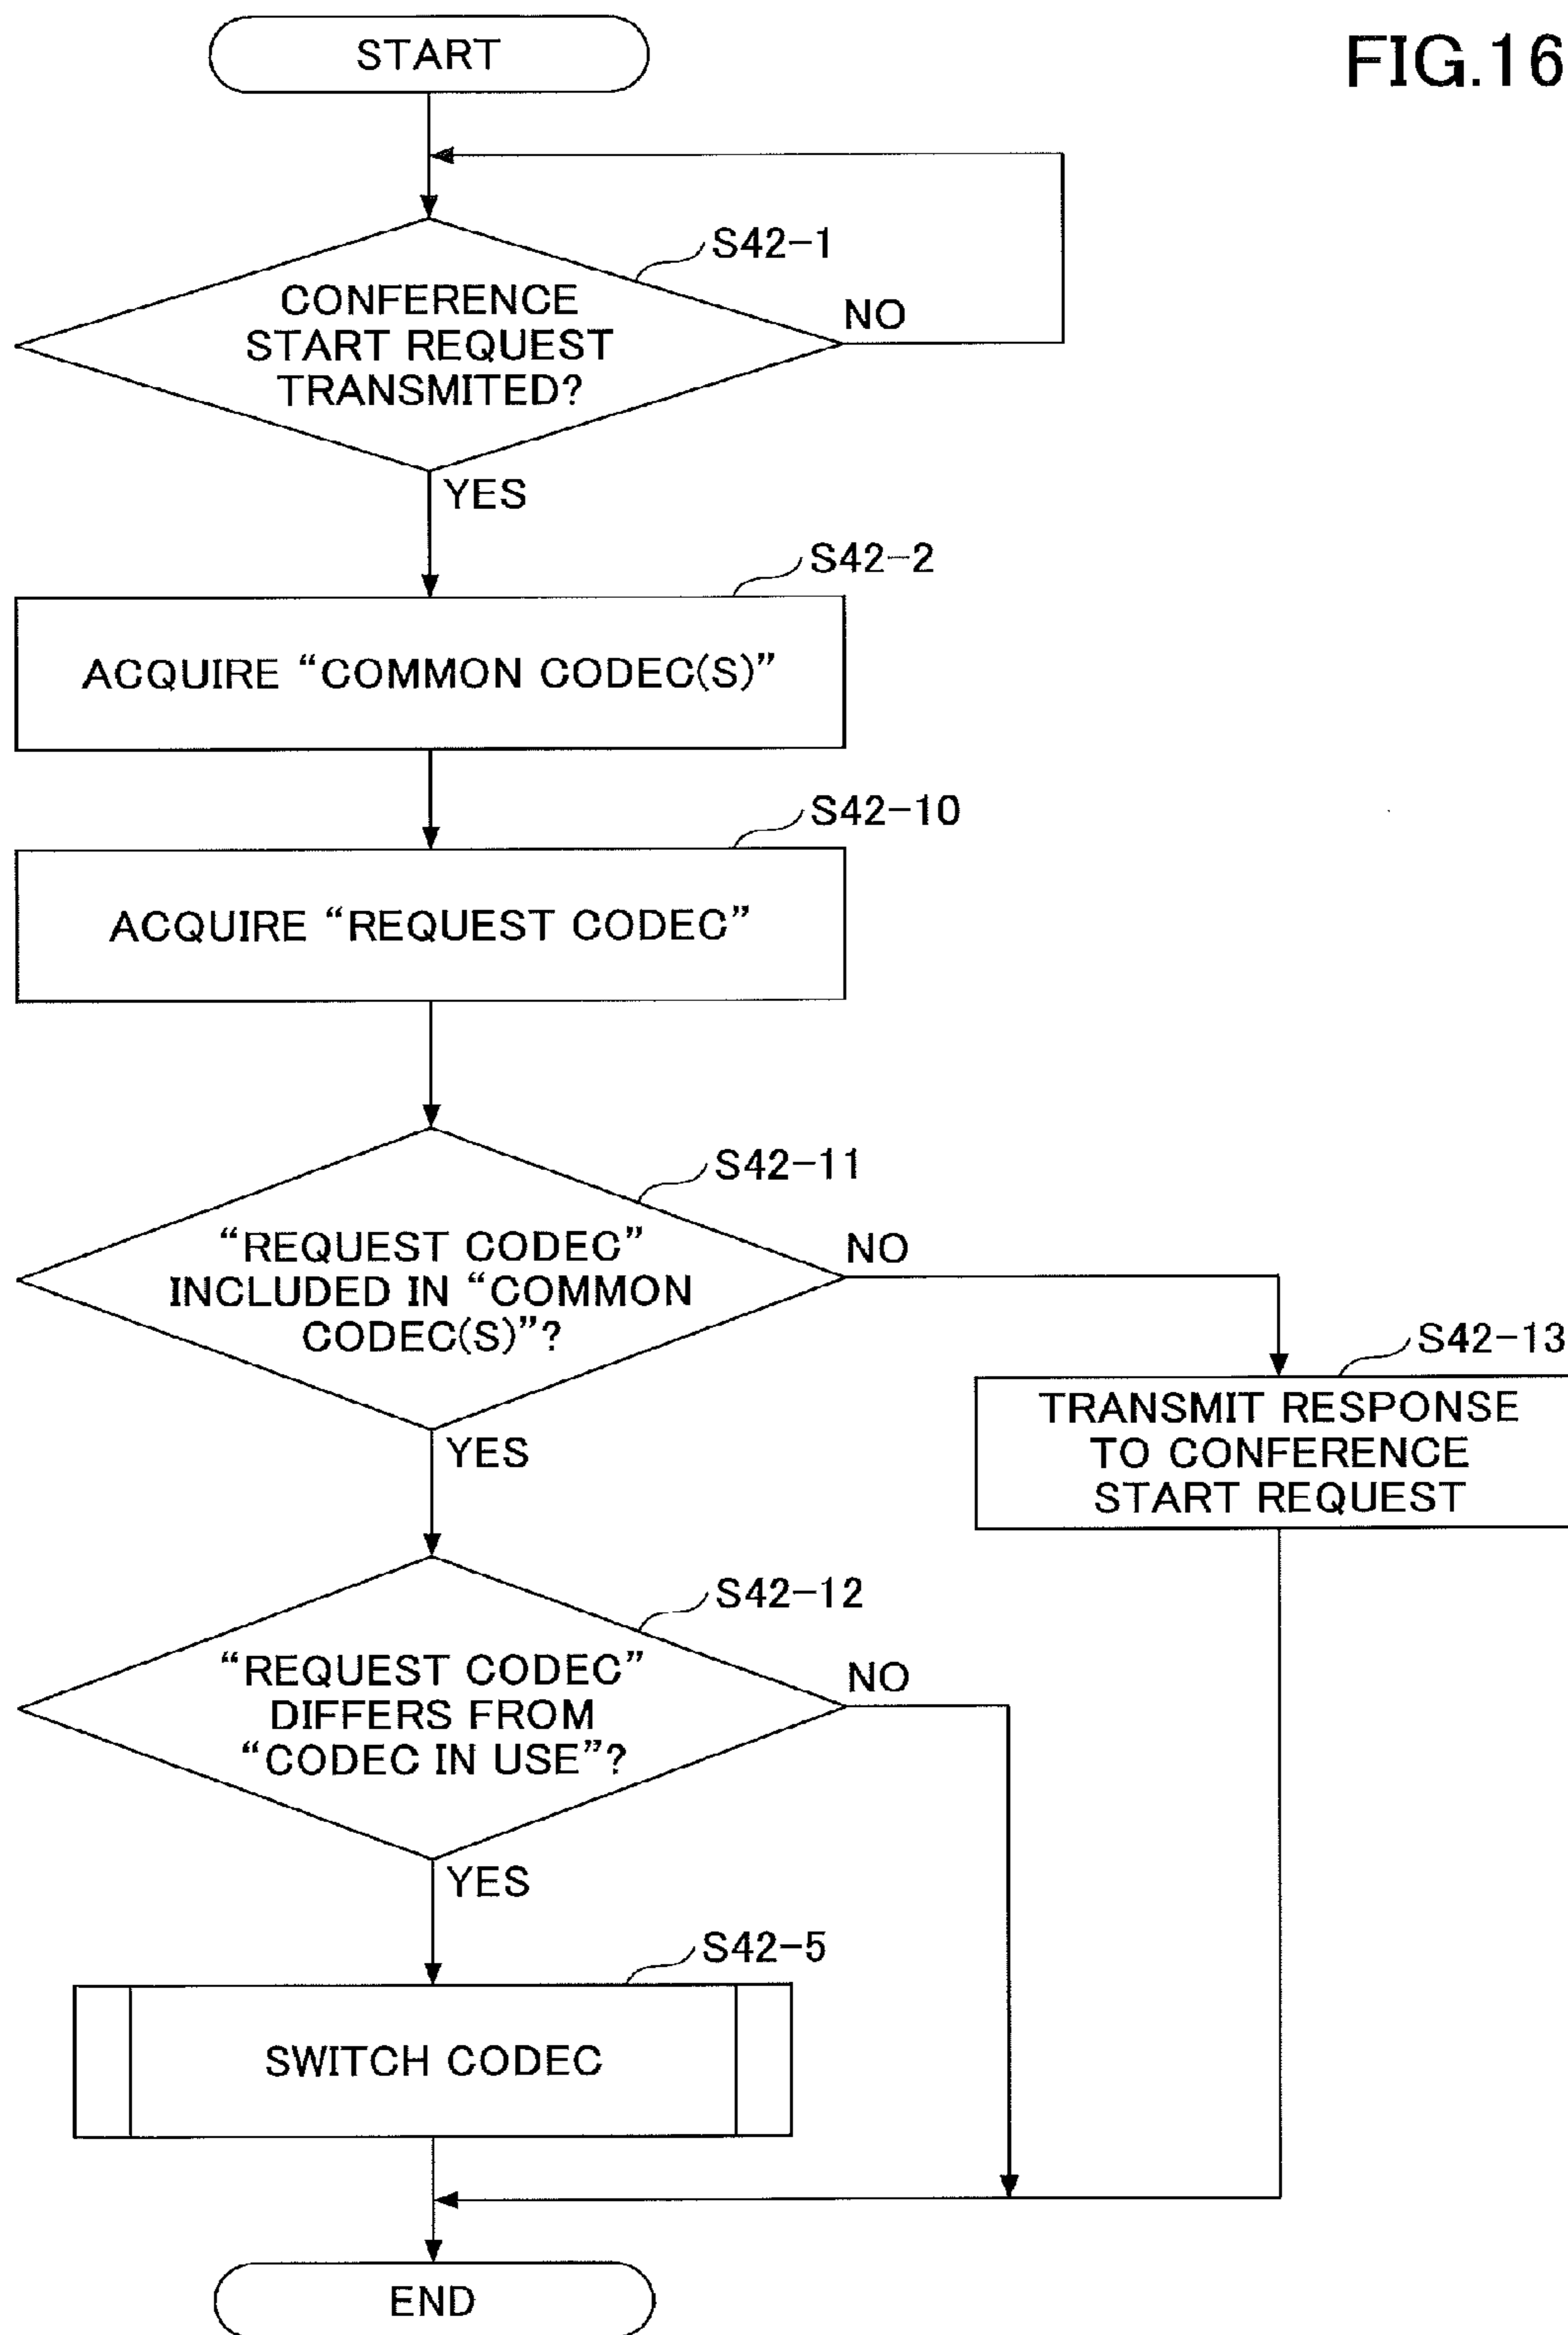 FIG.16
START
S42-1
CONFERENCE
START REQUEST
TRANSMITED?
NO
YES
S42-2
ACQUIRE “COMMON CODEC(S)”
S42-10
ACQUIRE “REQUEST CODEC”
S42-11
“REQUEST CODEC”
INCLUDED IN “COMMON
CODEC(S)”?
NO
YES
S42-13
TRANSMIT RESPONSE
TO CONFERENCE
START REQUEST
S42-12
“REQUEST CODEC”
DIFFERS FROM
“CODEC IN USE”?
NO
YES
S42-5
SWITCH CODEC
END